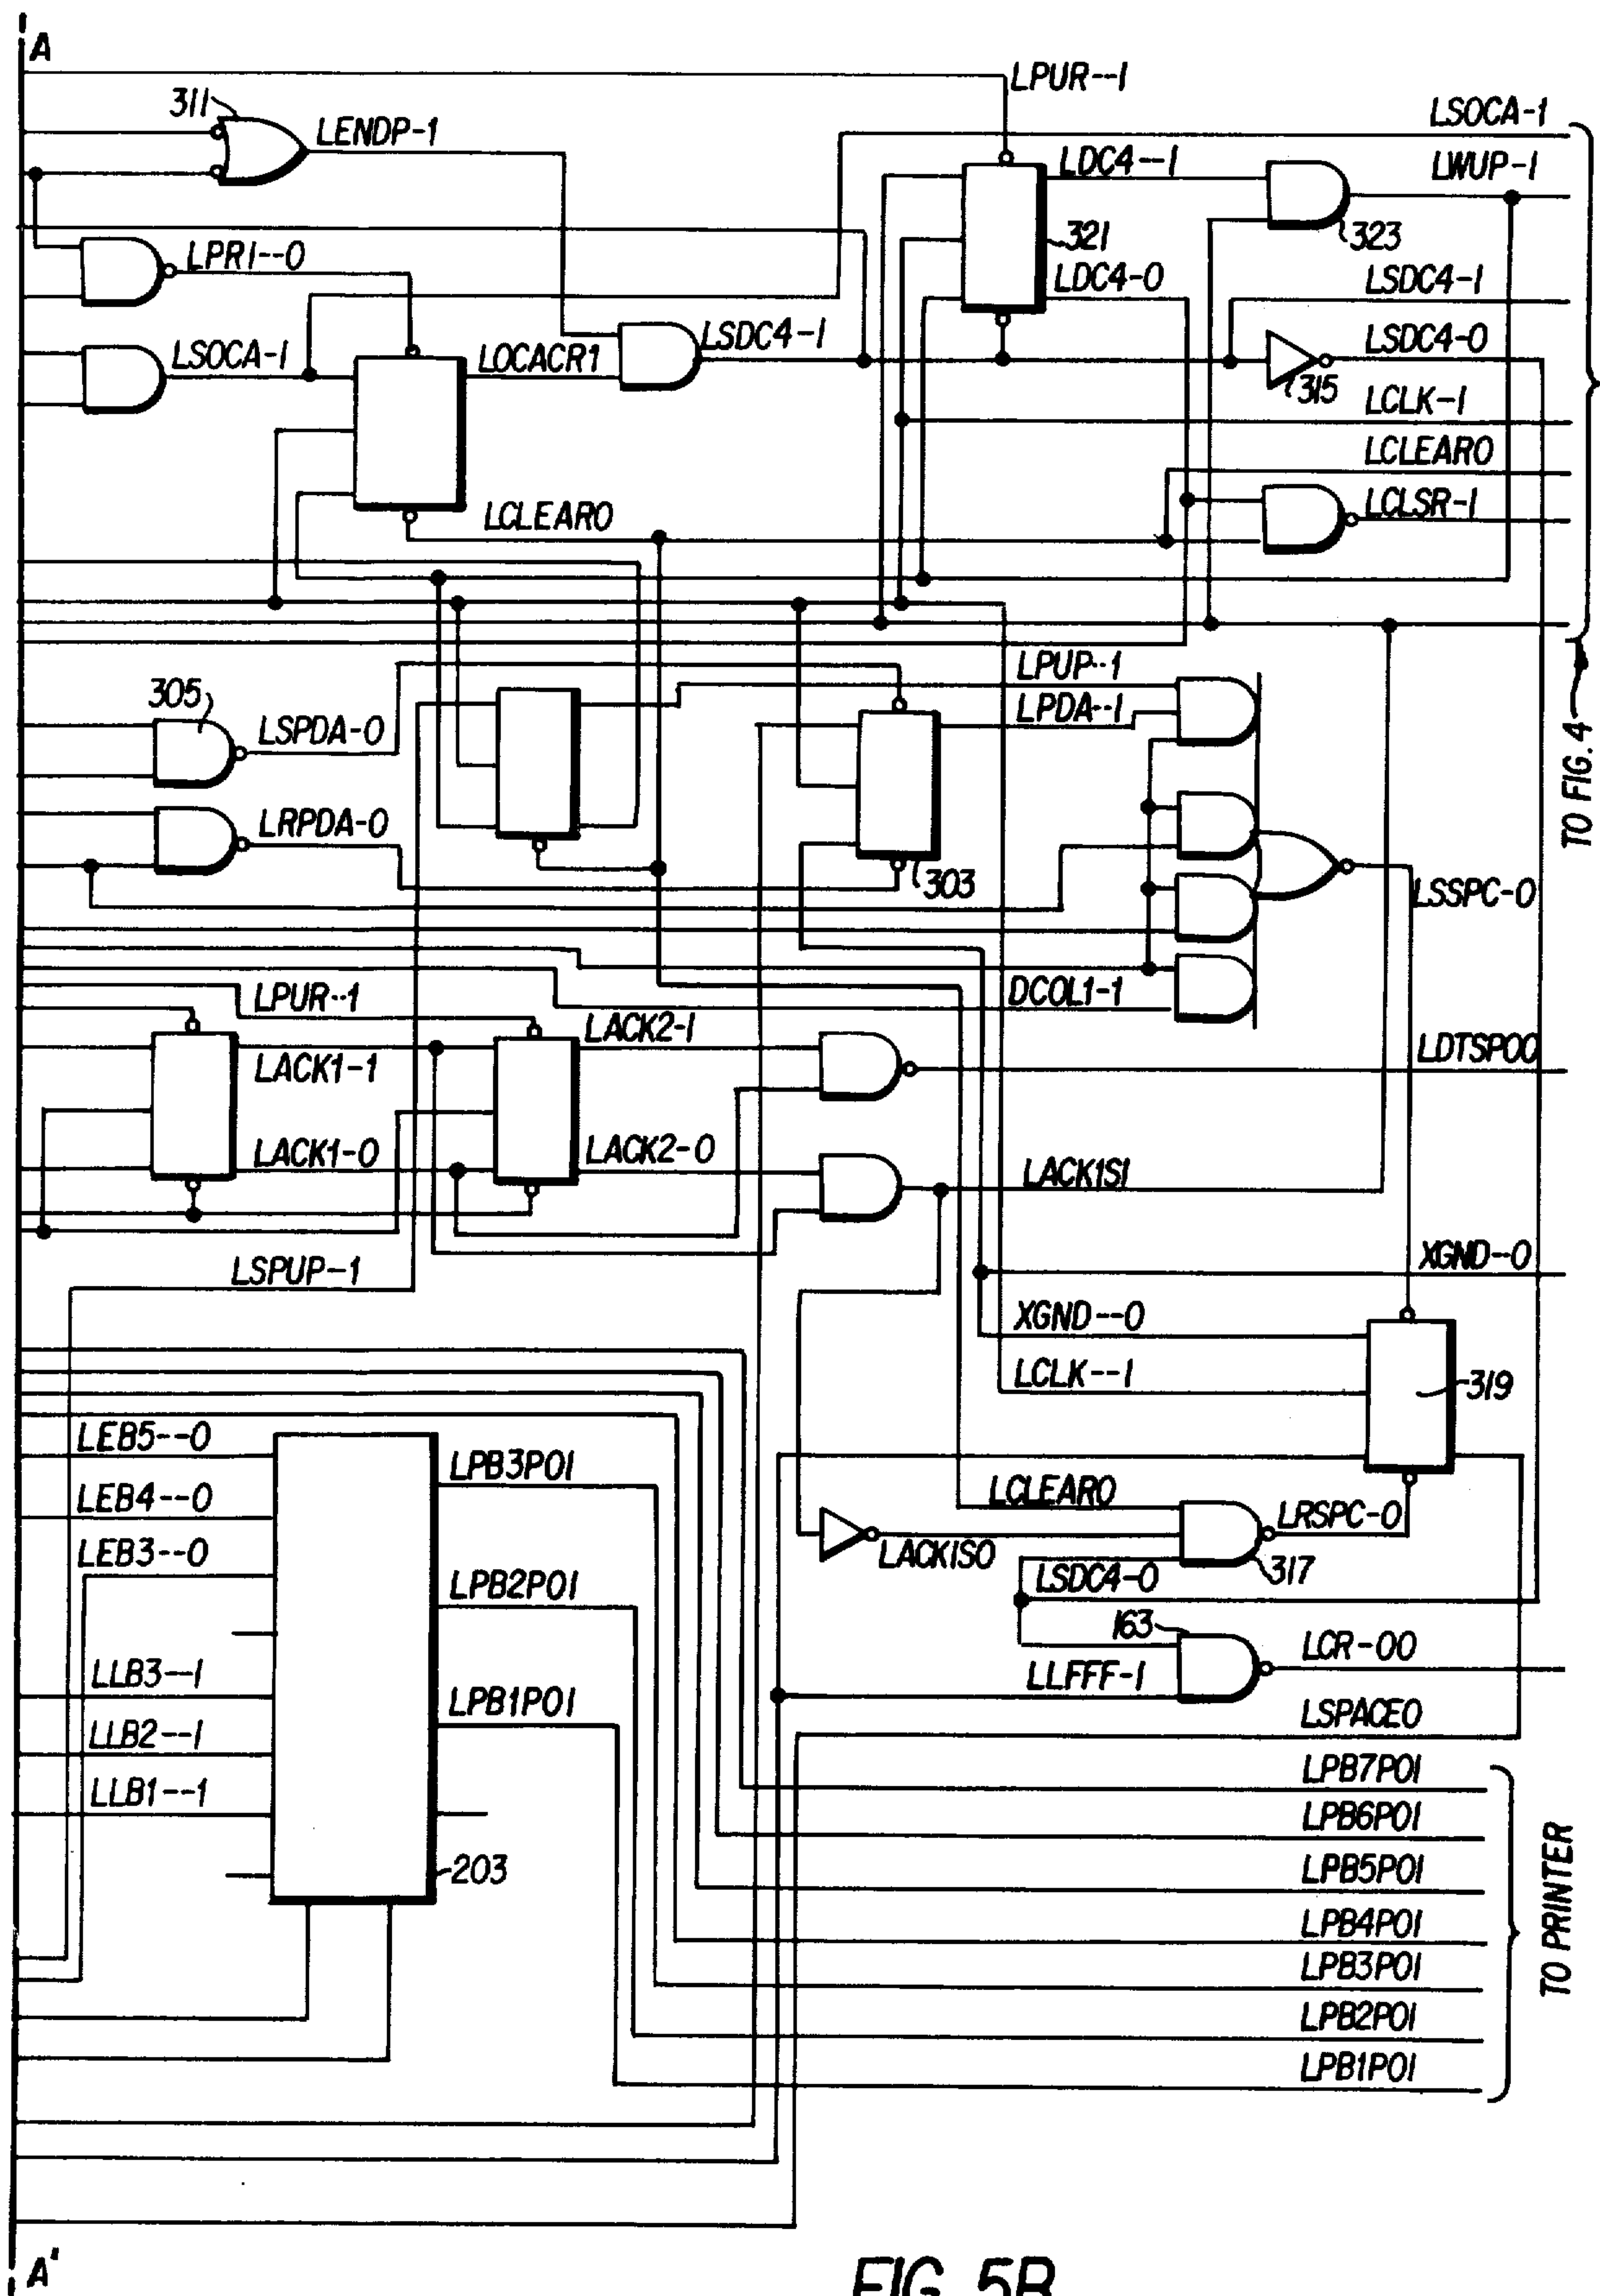 A
LPUR--1
311
LENDP-1
LSOCA-1
LDC4--1
LWUP-1
321
323
LPR1--0
LDC4-0
LSDC4-1
LSOCA-1
LOCACR1
LSDC4-1
LSDC4-0
315
LCLK-1
LCLEAR0
LCLEAR0
LCLSR-1
TO FIG. 4
LPUP--1
305
LSPDA-0
LPDA--1
LRPDA-0
303
LSSPC-0
LPUR--1
DCOL1-1
LACK2-1
LACK1-1
LDTSP00
LACK1-0
LACK2-0
LACK1S1
LSPUP-1
XGND--0
XGND--0
LCLK--1
319
LEB5--0
LPB3P01
LEB4--0
LCLEAR0
LRSPC-0
LEB3--0
LACK1S0
317
LPB2P01
LSDC4-0
163
LCR-00
LLB3--1
LLFFF-1
LPB1P01
LSPACE0
LLB2--1
LPB7P01
LLB1--1
LPB6P01
203
LPB5P01
LPB4P01
LPB3P01
LPB2P01
LPB1P01
TO PRINTER
A'
FIG. 5B